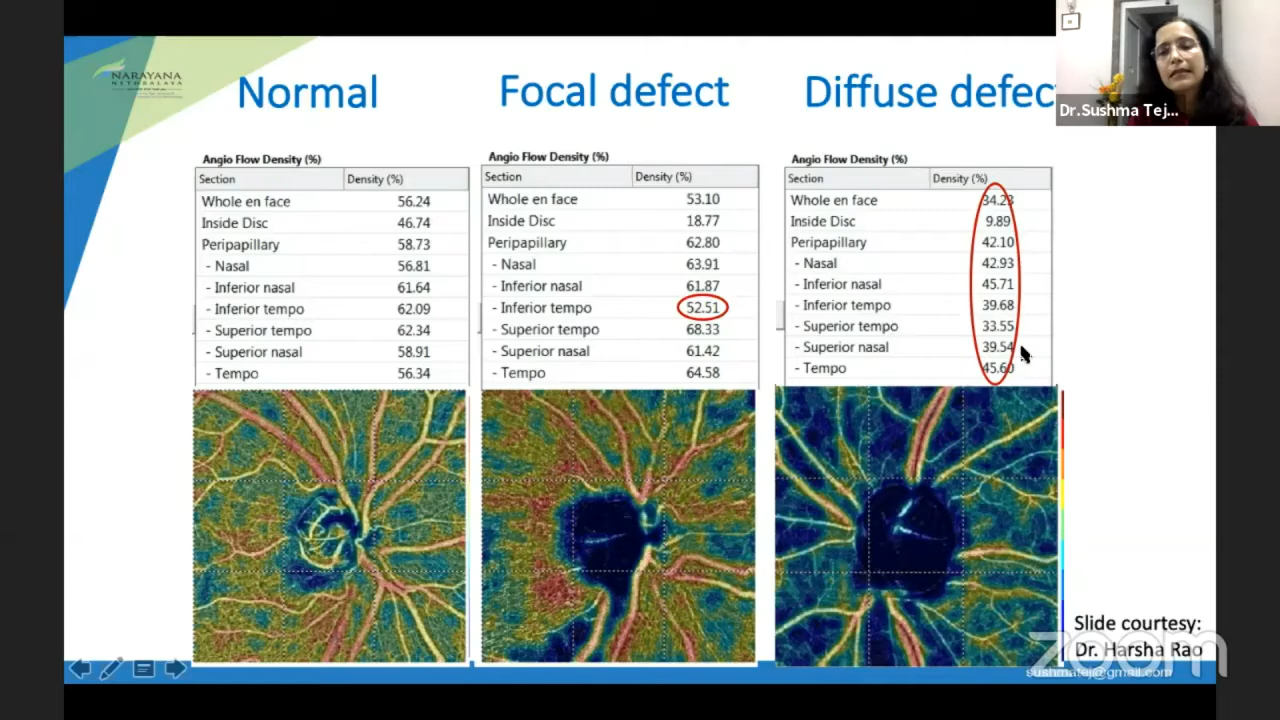 NARAYANA
NETHRALAYA
Normal
Focal defect
Diffuse defec
Dr.Sushma Tej...
Angio Flow Density (%)
Section Density (%)
Whole en face 56.24
Inside Disc 46.74
Peripapillary 58.73
- Nasal 56.81
- Inferior nasal 61.64
- Inferior tempo 62.09
- Superior tempo 62.34
- Superior nasal 58.91
- Tempo 56.34
Angio Flow Density (%)
Section Density (%)
Whole en face 53.10
Inside Disc 18.77
Peripapillary 62.80
- Nasal 63.91
- Inferior nasal 61.87
- Inferior tempo 52.51
- Superior tempo 68.33
- Superior nasal 61.42
- Tempo 64.58
Angio Flow Density (%)
Section Density (%)
Whole en face 34.23
Inside Disc 9.89
Peripapillary 42.10
- Nasal 42.93
- Inferior nasal 45.71
- Inferior tempo 39.68
- Superior tempo 33.55
- Superior nasal 39.54
- Tempo 45.60
Slide courtesy:
Dr. Harsha Rao
zoom
sushmatej@gmail.com